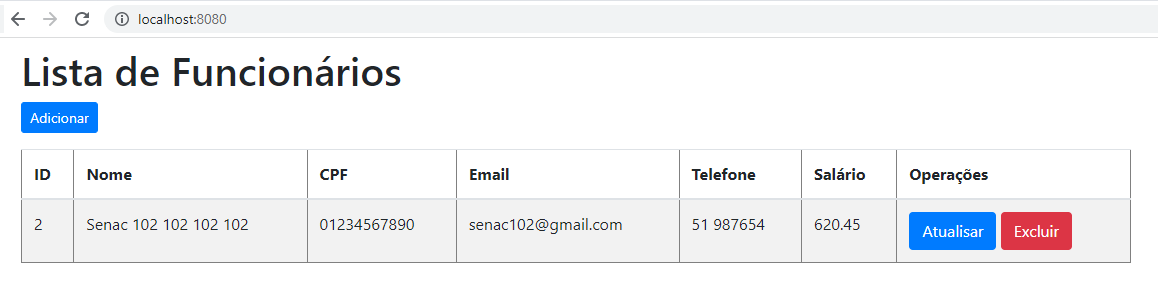 localhost:8080
Lista de Funcionários
Adicionar
ID Nome CPF Email Telefone Salário Operações
2 Senac 102 102 102 102 01234567890 senac102@gmail.com 51 987654 620.45 Atualisar Excluir